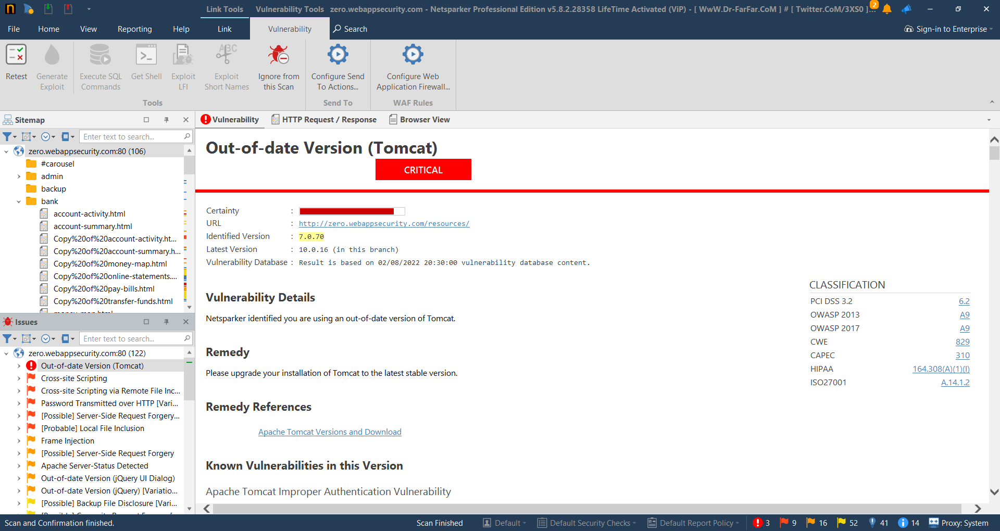 Link Tools
Vulnerability Tools
zero.webappsecurity.com - Netsparker Professional Edition v5.8.2.28358 LifeTime Activated (ViP) - [ WwW.Dr-FarFar.CoM ] # [ Twitter.CoM/3XS0 ]...
2
File
Home
View
Reporting
Help
Link
Vulnerability
Search
Sign-in to Enterprise
Retest
Generate Exploit
Execute SQL Commands
Get Shell
Exploit LFI
ABC
Exploit Short Names
Ignore from this Scan
Configure Send To Actions...
Configure Web Application Firewall...
Tools
Send To
WAF Rules
Sitemap
Enter text to search...
zero.webappsecurity.com:80 (106)
#carousel
admin
backup
bank
account-activity.html
account-summary.html
Copy%20of%20account-activity.ht...
Copy%20of%20account-summary.h...
Copy%20of%20money-map.html
Copy%20of%20online-statements....
Copy%20of%20pay-bills.html
Copy%20of%20transfer-funds.html
money-map.html
Issues
Enter text to search...
zero.webappsecurity.com:80 (122)
Out-of-date Version (Tomcat)
Cross-site Scripting
Cross-site Scripting via Remote File Inc...
Password Transmitted over HTTP [Vari...
[Possible] Server-Side Request Forgery...
[Probable] Local File Inclusion
Frame Injection
[Possible] Server-Side Request Forgery
Apache Server-Status Detected
Out-of-date Version (jQuery UI Dialog)
Out-of-date Version (jQuery) [Variatio...
[Possible] Backup File Disclosure [Vari...
Vulnerability
HTTP Request / Response
Browser View
Out-of-date Version (Tomcat)
CRITICAL
Certainty :
URL : http://zero.webappsecurity.com/resources/
Identified Version : 7.0.70
Latest Version : 10.0.16 (in this branch)
Vulnerability Database : Result is based on 02/08/2022 20:30:00 vulnerability database content.
Vulnerability Details
Netsparker identified you are using an out-of-date version of Tomcat.
Remedy
Please upgrade your installation of Tomcat to the latest stable version.
Remedy References
Apache Tomcat Versions and Download
Known Vulnerabilities in this Version
Apache Tomcat Improper Authentication Vulnerability
CLASSIFICATION
PCI DSS 3.2 6.2
OWASP 2013 A9
OWASP 2017 A9
CWE 829
CAPEC 310
HIPAA 164.308(A)(1)(I)
ISO27001 A.14.1.2
Scan and Confirmation finished.
Scan Finished
Default
Default Security Checks
Default Report Policy
3
9
16
52
41
14
Proxy: System